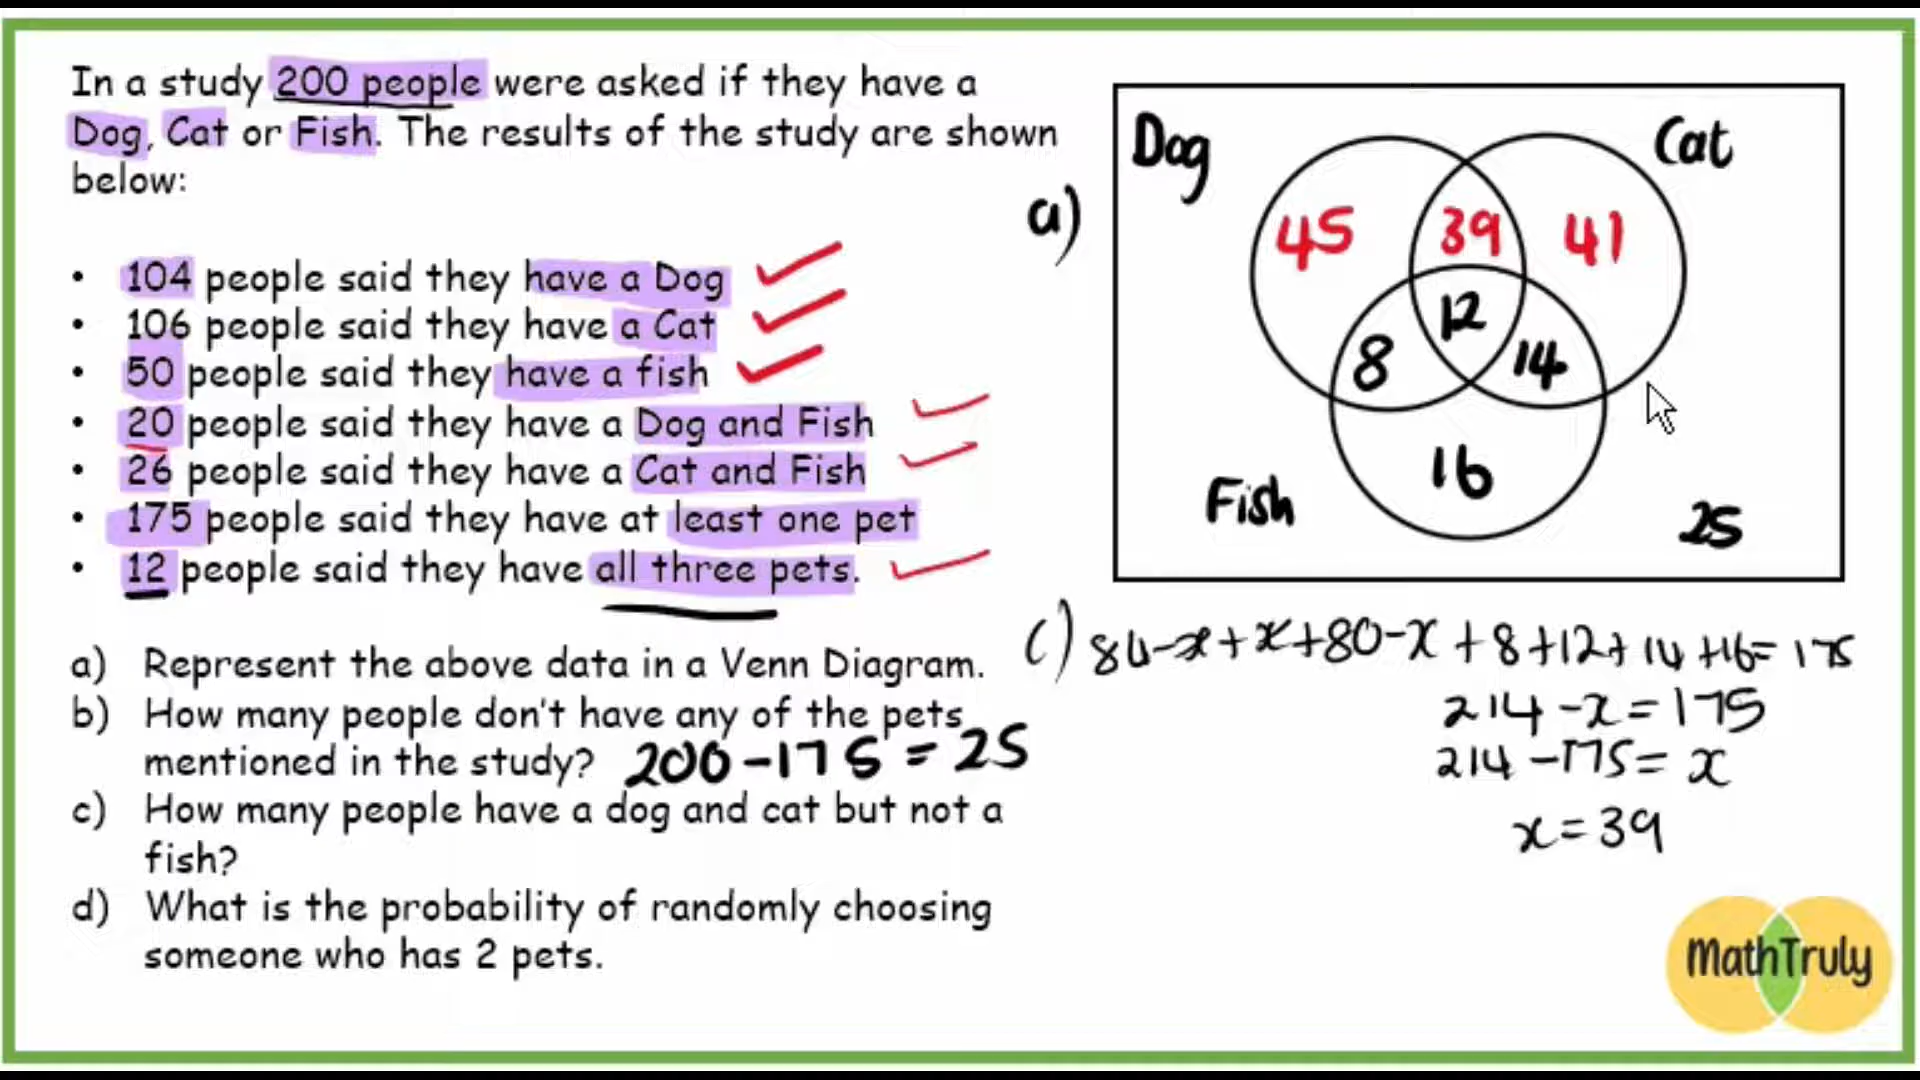 In a study 200 people were asked if they have a
Dog, Cat or Fish. The results of the study are shown
below:
• 104 people said they have a Dog
• 106 people said they have a Cat
• 50 people said they have a fish
• 20 people said they have a Dog and Fish
• 26 people said they have a Cat and Fish
• 175 people said they have at least one pet
• 12 people said they have all three pets.
a) Represent the above data in a Venn Diagram.
b) How many people don't have any of the pets
mentioned in the study? 200 - 175 = 25
c) How many people have a dog and cat but not a
fish?
d) What is the probability of randomly choosing
someone who has 2 pets.
a)
Dog
Cat
45 39 41
12
8 14
16
Fish
25
c) 84-x+x+80-x+8+12+14+16=175
214-x=175
214-175=x
x=39
MathTruly